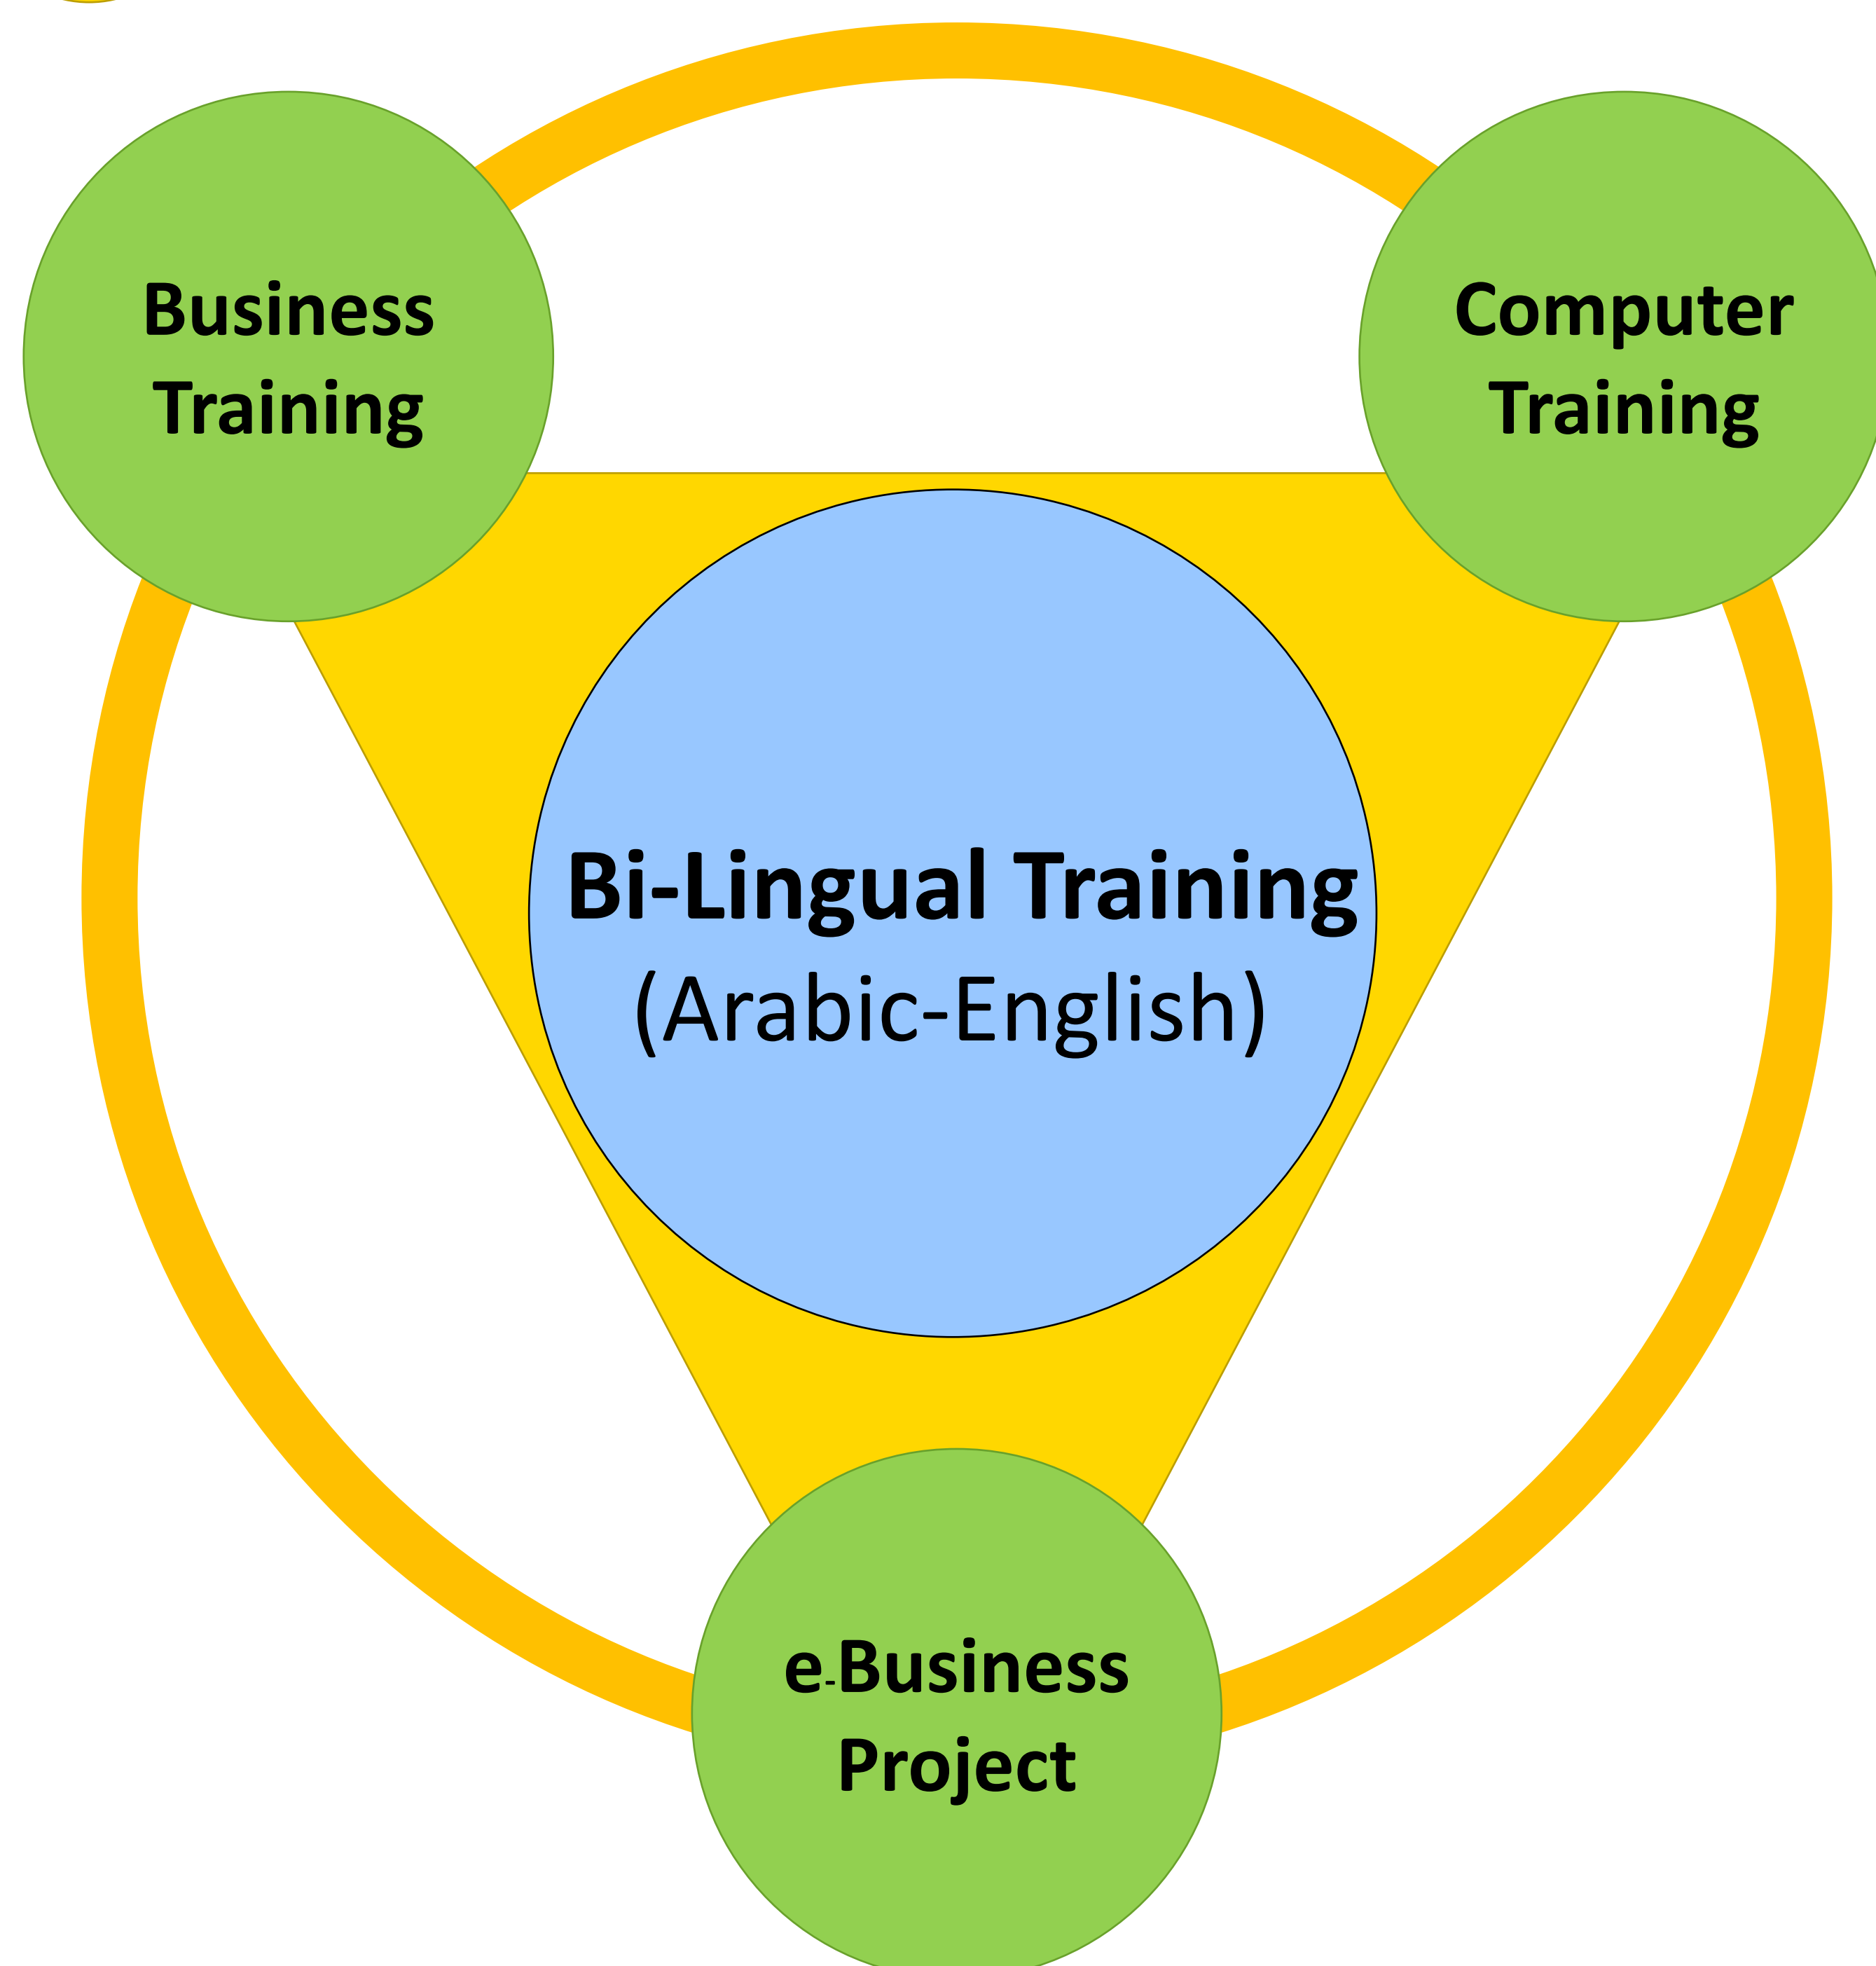 Business
Training
Computer
Training
Bi-Lingual Training
(Arabic-English)
e-Business
Project